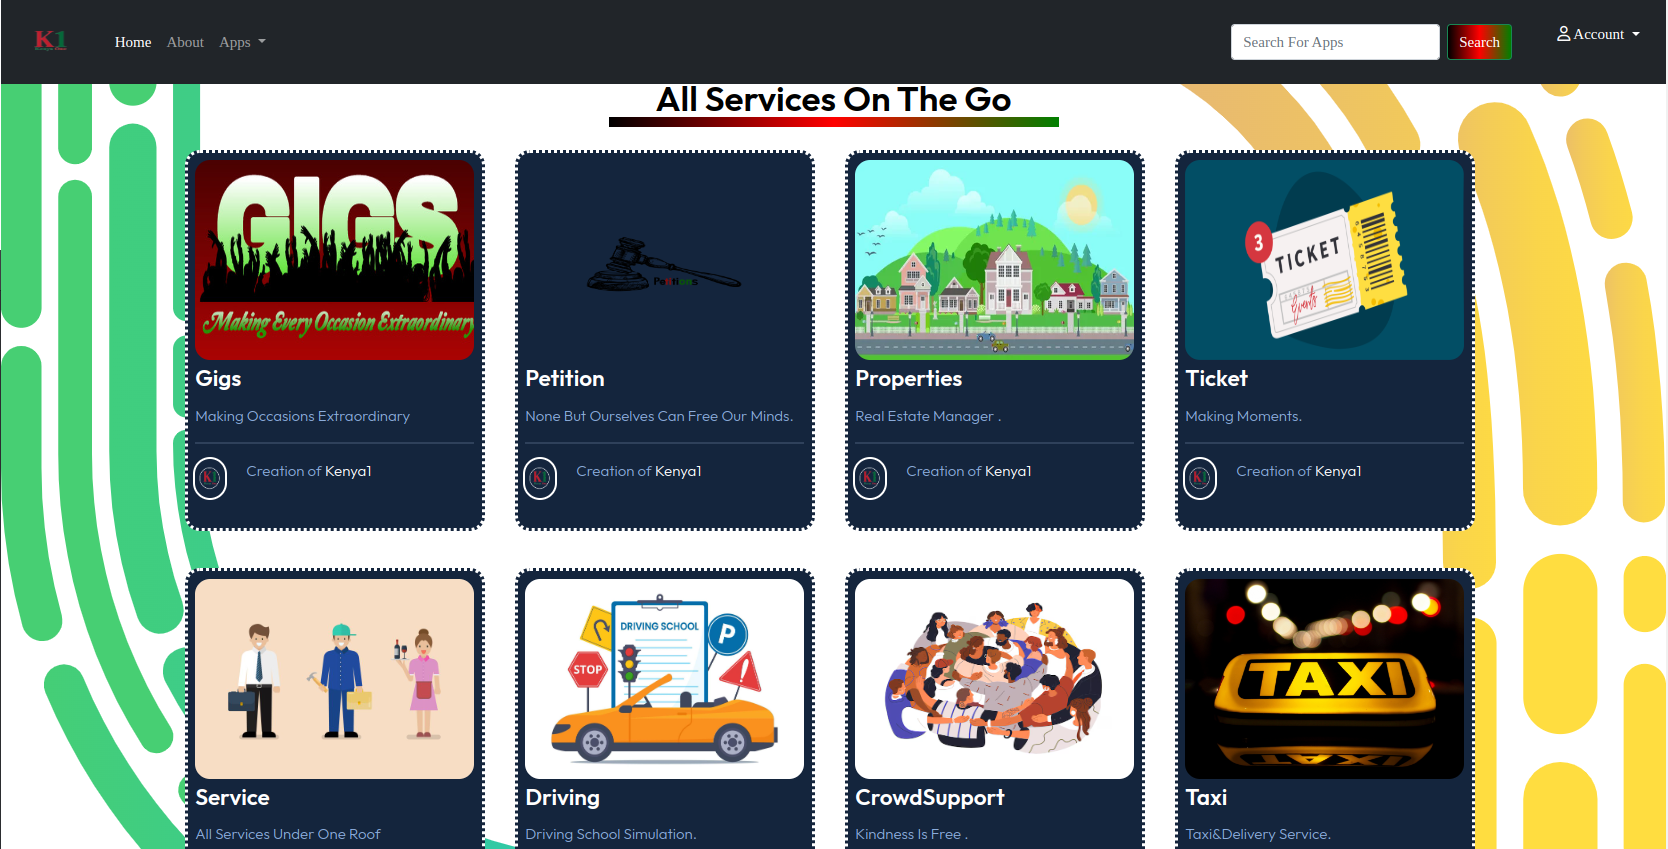 K1
Home About Apps
Search For Apps
Search
Account
All Services On The Go
GIGS
Making Every Occasion Extraordinary
Gigs
Making Occasions Extraordinary
Creation of Kenya1
Petitions
Petition
None But Ourselves Can Free Our Minds.
Creation of Kenya1
Properties
Real Estate Manager .
Creation of Kenya1
3
TICKET
Events
Ticket
Making Moments.
Creation of Kenya1
Service
All Services Under One Roof
DRIVING SCHOOL
P
STOP
Driving
Driving School Simulation.
CrowdSupport
Kindness Is Free .
TAXI
Taxi
Taxi&Delivery Service.